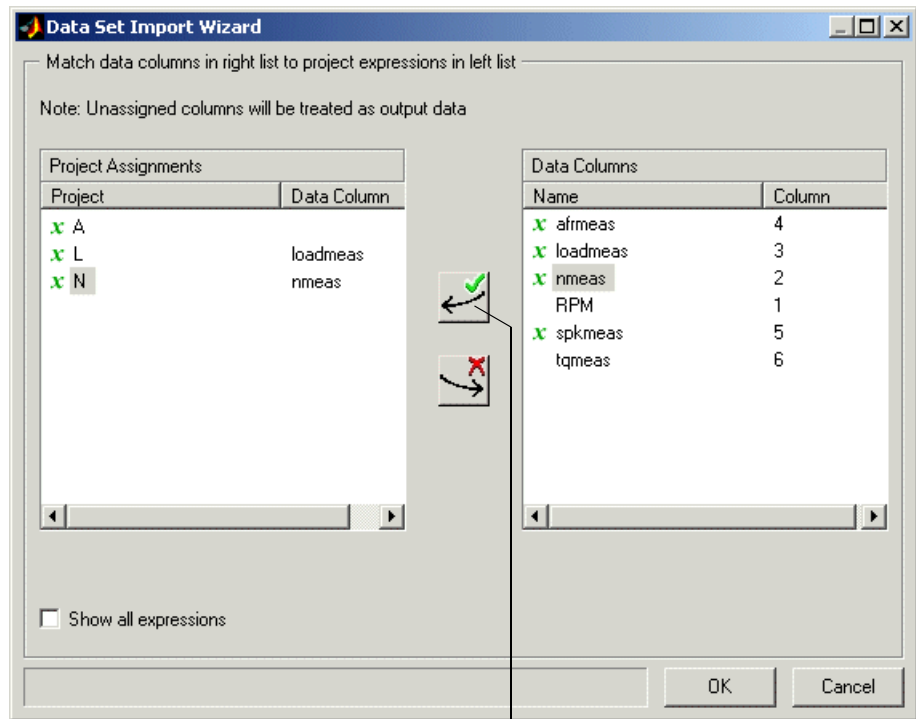 Data Set Import Wizard
Match data columns in right list to project expressions in left list
Note: Unassigned columns will be treated as output data
Project Assignments
Project Data Column
x A
x L loadmeas
x N nmeas
Data Columns
Name Column
x afrmeas 4
x loadmeas 3
x nmeas 2
RPM 1
x spkmeas 5
tqmeas 6
Show all expressions
OK Cancel